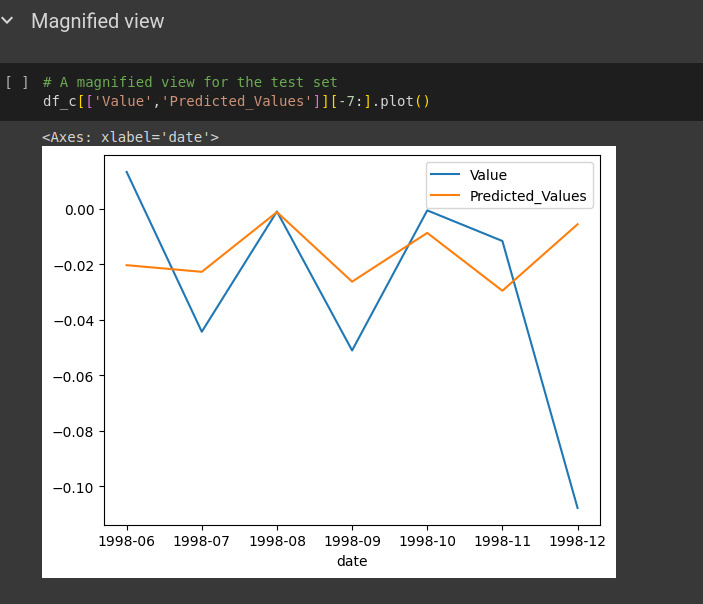 Magnified view
[ ] # A magnified view for the test set
df_c[['Value','Predicted_Values']][-7:].plot()
<Axes: xlabel='date'>
Value
Predicted_Values
0.00
−0.02
−0.04
−0.06
−0.08
−0.10
1998-06 1998-07 1998-08 1998-09 1998-10 1998-11 1998-12
date